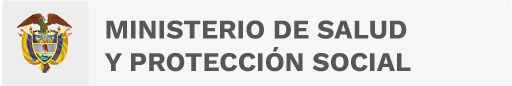 MINISTERIO DE SALUD
Y PROTECCIÓN SOCIAL